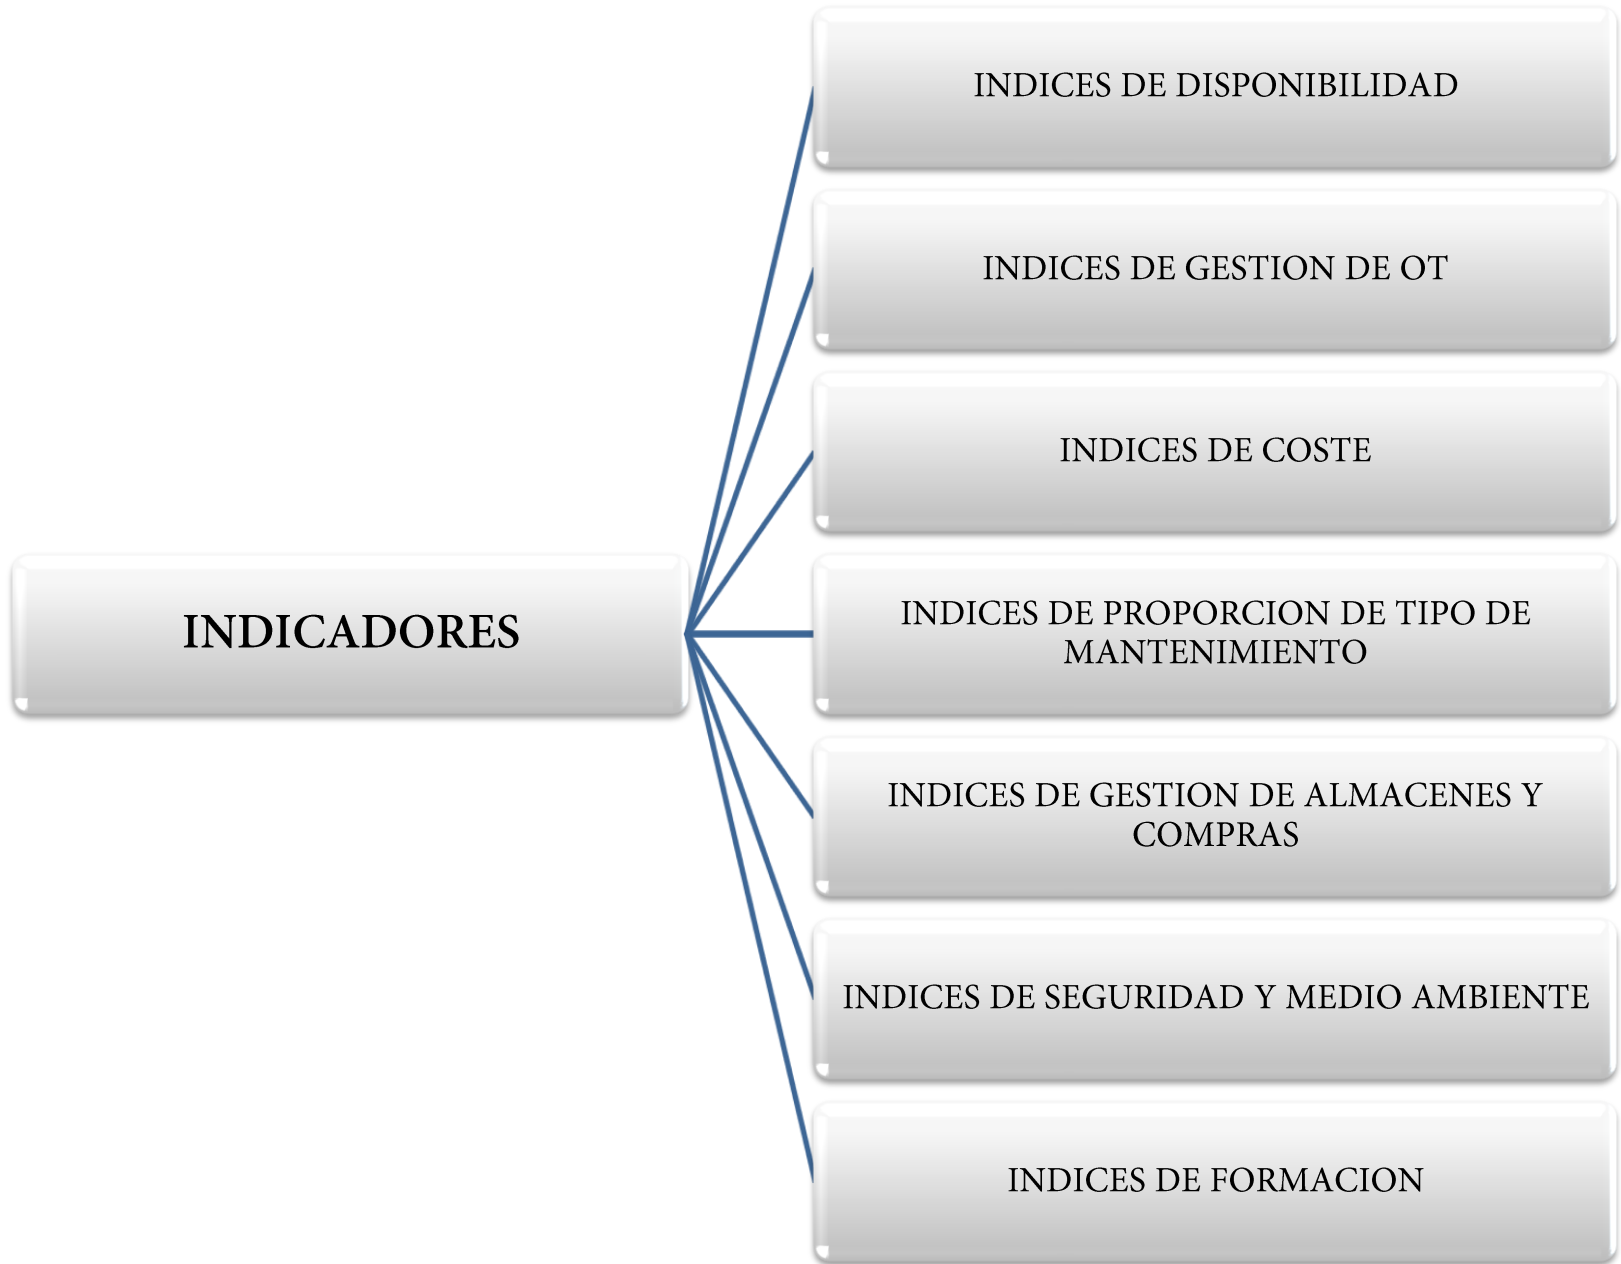 INDICADORES
INDICES DE DISPONIBILIDAD
INDICES DE GESTION DE OT
INDICES DE COSTE
INDICES DE PROPORCION DE TIPO DE
MANTENIMIENTO
INDICES DE GESTION DE ALMACENES Y
COMPRAS
INDICES DE SEGURIDAD Y MEDIO AMBIENTE
INDICES DE FORMACION